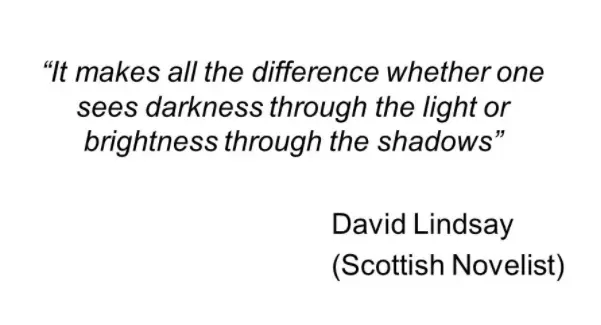 “It makes all the difference whether one
sees darkness through the light or
brightness through the shadows”
David Lindsay
(Scottish Novelist)